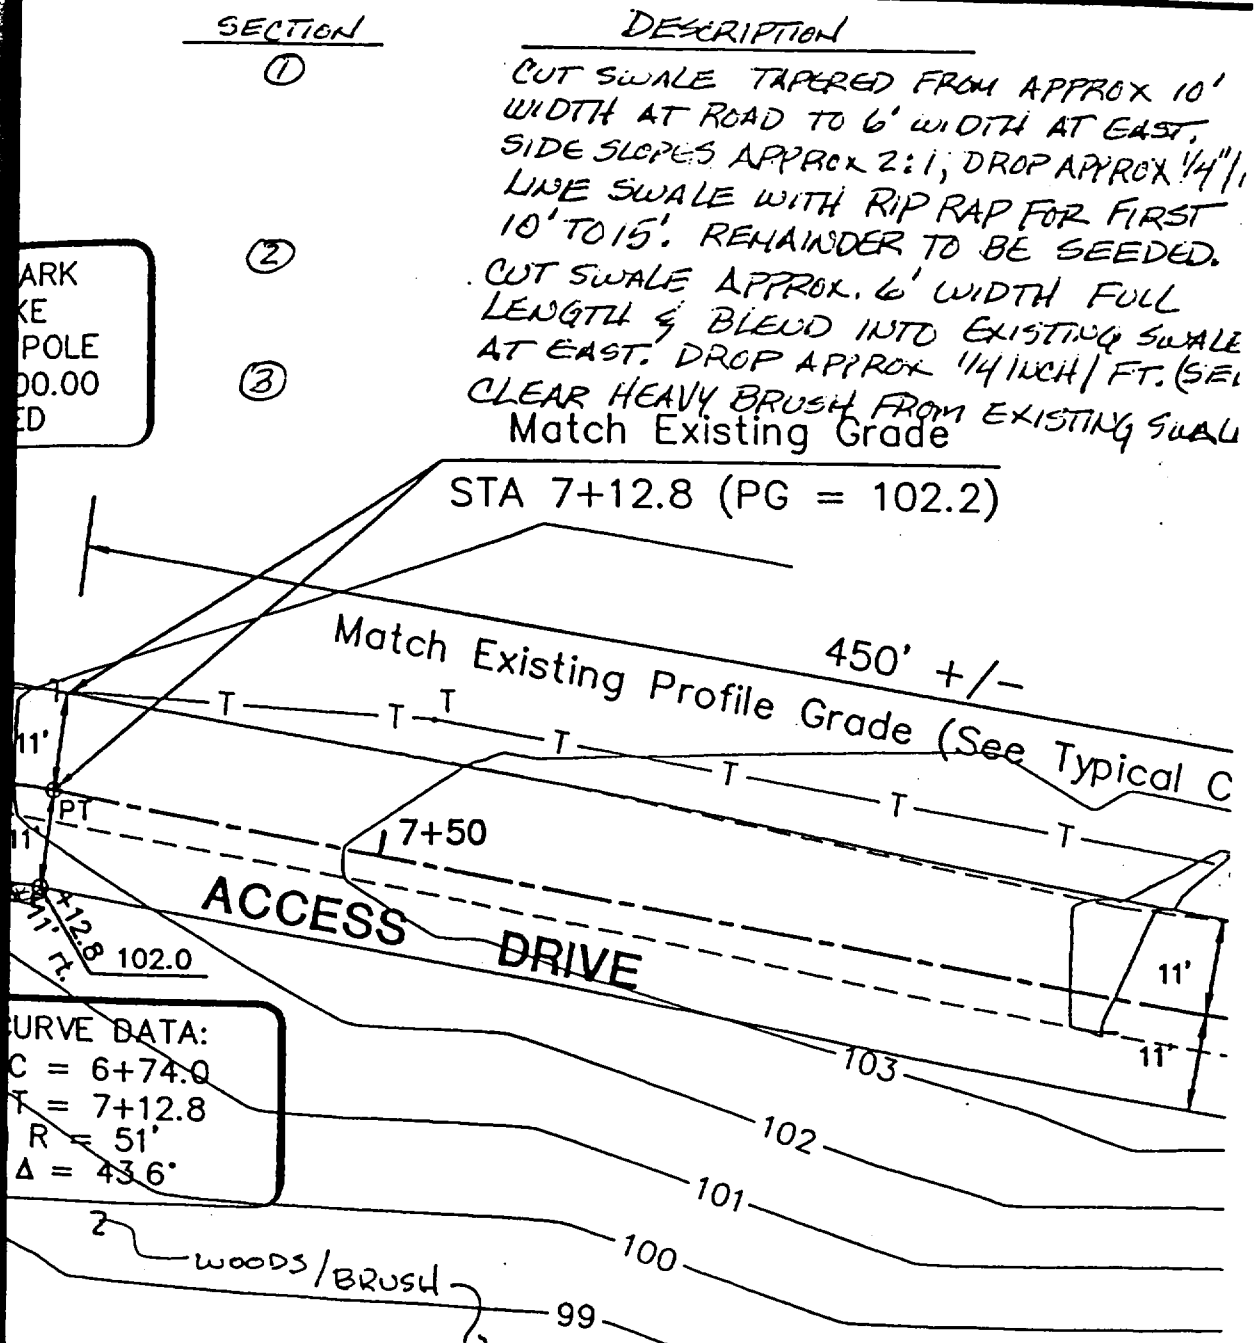 SECTION
DESCRIPTION
①
CUT SWALE TAPERED FROM APPROX 10'
WIDTH AT ROAD TO 6' WIDTH AT EAST.
SIDE SLOPES APPROX 2:1, DROP APPROX 1/4"/
LINE SWALE WITH RIP RAP FOR FIRST
10' TO 15'. REMAINDER TO BE SEEDED.
②
CUT SWALE APPROX. 6' WIDTH FULL
LENGTH & BLEND INTO EXISTING SWALE
AT EAST. DROP APPROX 1/4 INCH / FT.
③
CLEAR HEAVY BRUSH FROM EXISTING
ARK
KE
POLE
00.00
ED
Match Existing Grade
STA 7+12.8 (PG = 102.2)
450' +/-
Match Existing Profile Grade (See Typical C
T
T
T
T
T
T
T
T
11'
PT
11'
7+50
ACCESS DRIVE
+12.8
11' rt.
102.0
11'
11'
URVE DATA:
C = 6+74.0
T = 7+12.8
R = 51'
Δ = 43.6°
103
102
101
100
99
WOODS/BRUSH